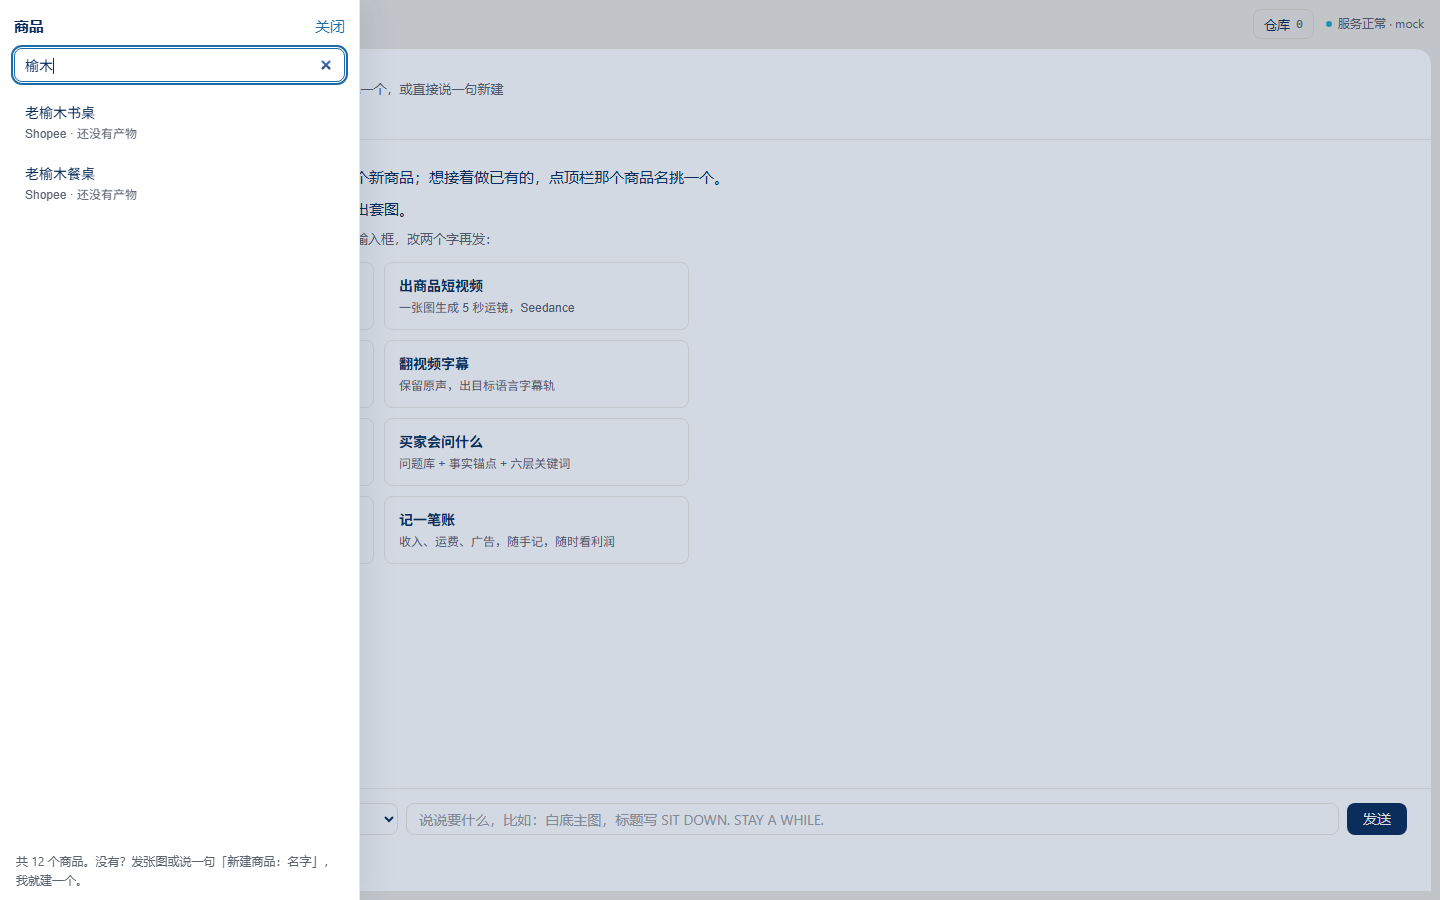 商品
关闭
榆木
老榆木书桌
Shopee · 还没有产物
老榆木餐桌
Shopee · 还没有产物
共 12 个商品。没有？发张图或说一句「新建商品：名字」，
我就建一个。
仓库 0
服务正常 · mock
一个，或直接说一句新建
个新商品；想接着做已有的，点顶栏那个商品名挑一个。
出套图。
输入框，改两个字再发：
出商品短视频
一张图生成 5 秒运镜，Seedance
翻视频字幕
保留原声，出目标语言字幕轨
买家会问什么
问题库 + 事实锚点 + 六层关键词
记一笔账
收入、运费、广告，随手记，随时看利润
说说要什么，比如：白底主图，标题写 SIT DOWN. STAY A WHILE.
发送